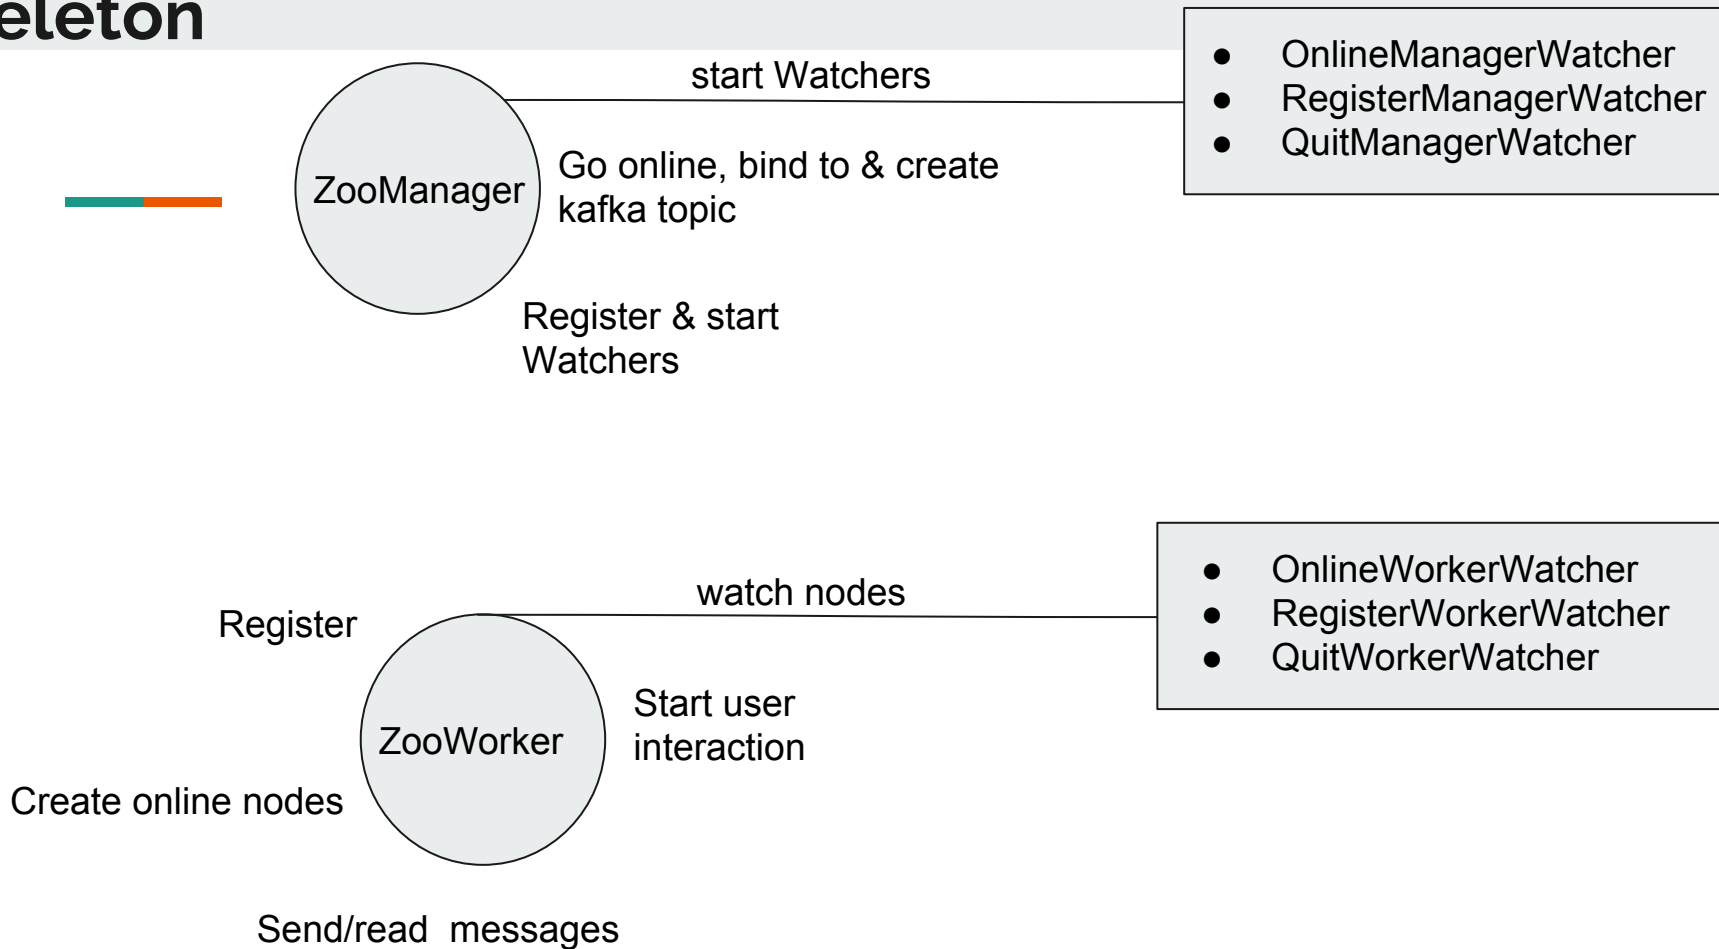 eleton
start Watchers
● OnlineManagerWatcher
● RegisterManagerWatcher
● QuitManagerWatcher
ZooManager
Go online, bind to & create
kafka topic
Register & start
Watchers
watch nodes
● OnlineWorkerWatcher
● RegisterWorkerWatcher
● QuitWorkerWatcher
Register
ZooWorker
Start user
interaction
Create online nodes
Send/read messages